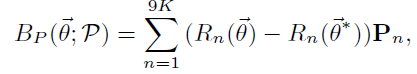 $B_P(\vec{\theta}; \mathcal{P}) = \sum_{n=1}^{9K} (R_n(\vec{\theta}) - R_n(\vec{\theta}^*))\mathbf{P}_n,$